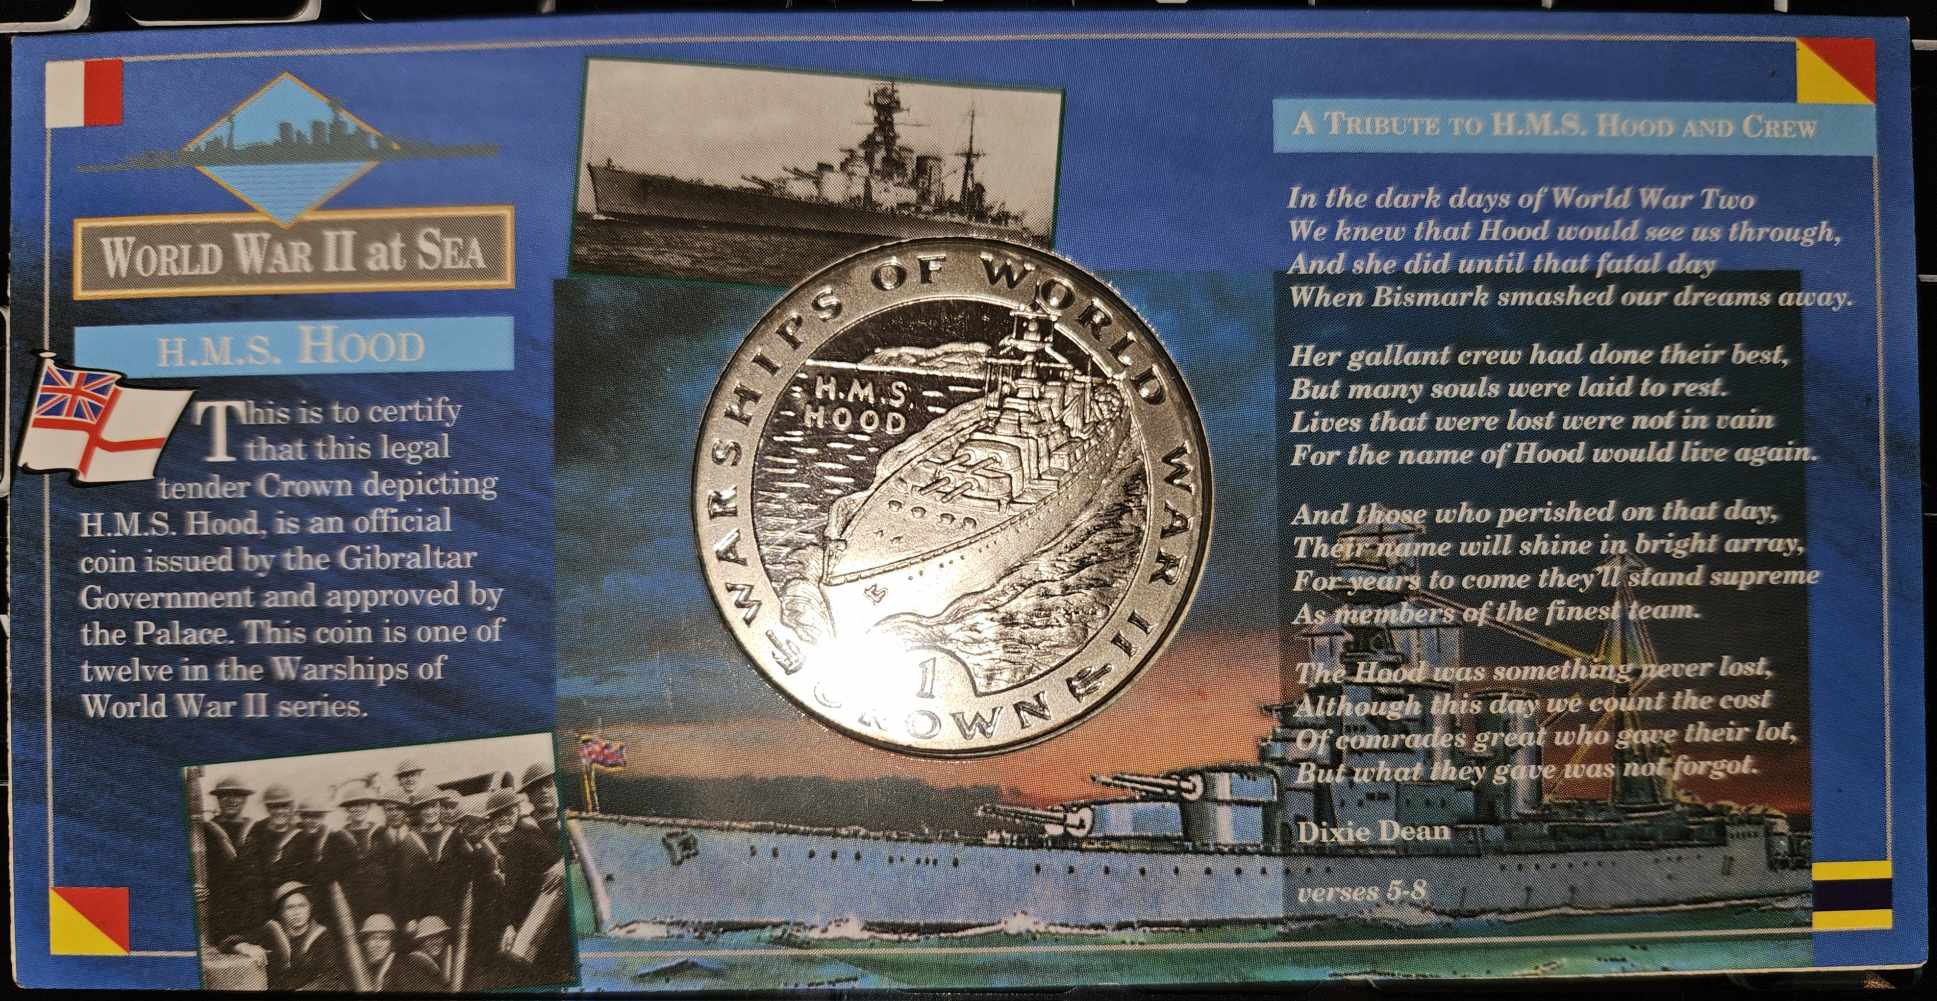 WORLD WAR II at SEA
H.M.S. HOOD
This is to certify
that this legal
tender Crown depicting
H.M.S. Hood, is an official
coin issued by the Gibraltar
Government and approved by
the Palace. This coin is one of
twelve in the Warships of
World War II series.
WARSHIPS OF WORLD WAR II
H.M.S.
HOOD
1
CROWN
A TRIBUTE TO H.M.S. HOOD AND CREW
In the dark days of World War Two
We knew that Hood would see us through,
And she did until that fatal day
When Bismark smashed our dreams away.
Her gallant crew had done their best,
But many souls were laid to rest.
Lives that were lost were not in vain
For the name of Hood would live again.
And those who perished on that day,
Their name will shine in bright array,
For years to come they'll stand supreme
As members of the finest team.
The Hood was something never lost,
Although this day we count the cost
Of comrades great who gave their lot,
But what they gave was not forgot.
Dixie Dean
verses 5-8